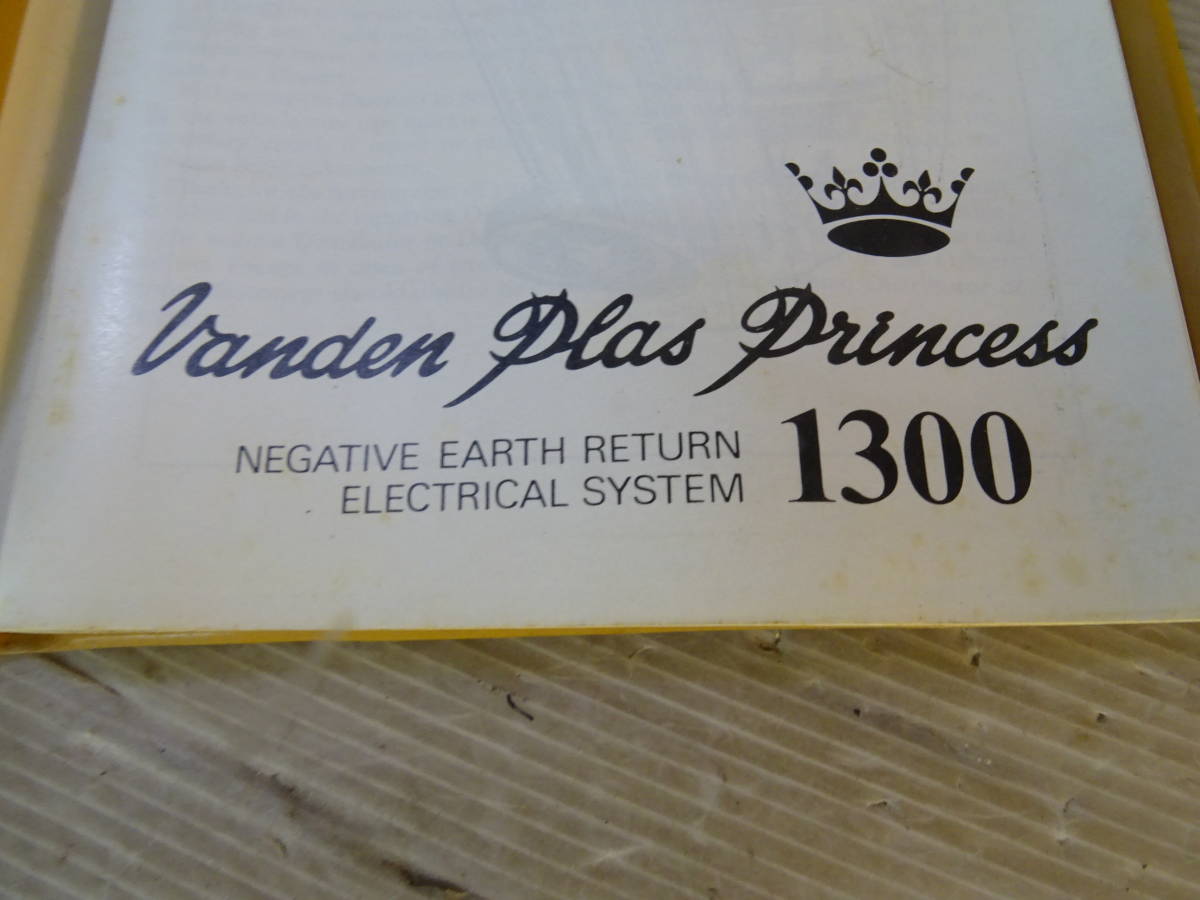 Vanden Plas Princess
NEGATIVE EARTH RETURN
ELECTRICAL SYSTEM
1300